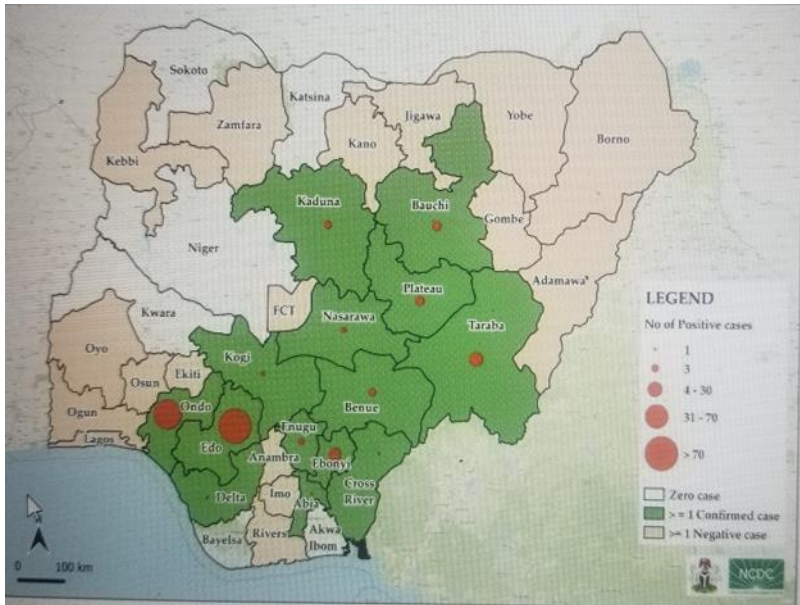 Sokoto
Katsina
Jigawa
Yobe
Borno
Zamfara
Kano
Kebbi
Kaduna
Bauchi
Gombe
Niger
Adamawa
Plateau
Kwara
FCT
Nasarawa
Taraba
Oyo
Kogi
Osun
Ekiti
Ogun
Ondo
Benue
Lagos
Edo
Enugu
Anambra
Ebonyi
Cross
River
Delta
Imo
Abia
Bayelsa
Rivers
Akwa
Ibom
0 100 km
LEGEND
No of Positive cases
1
3
4 - 30
31 - 70
> 70
Zero case
> = 1 Confirmed case
>= 1 Negative case
NCDC